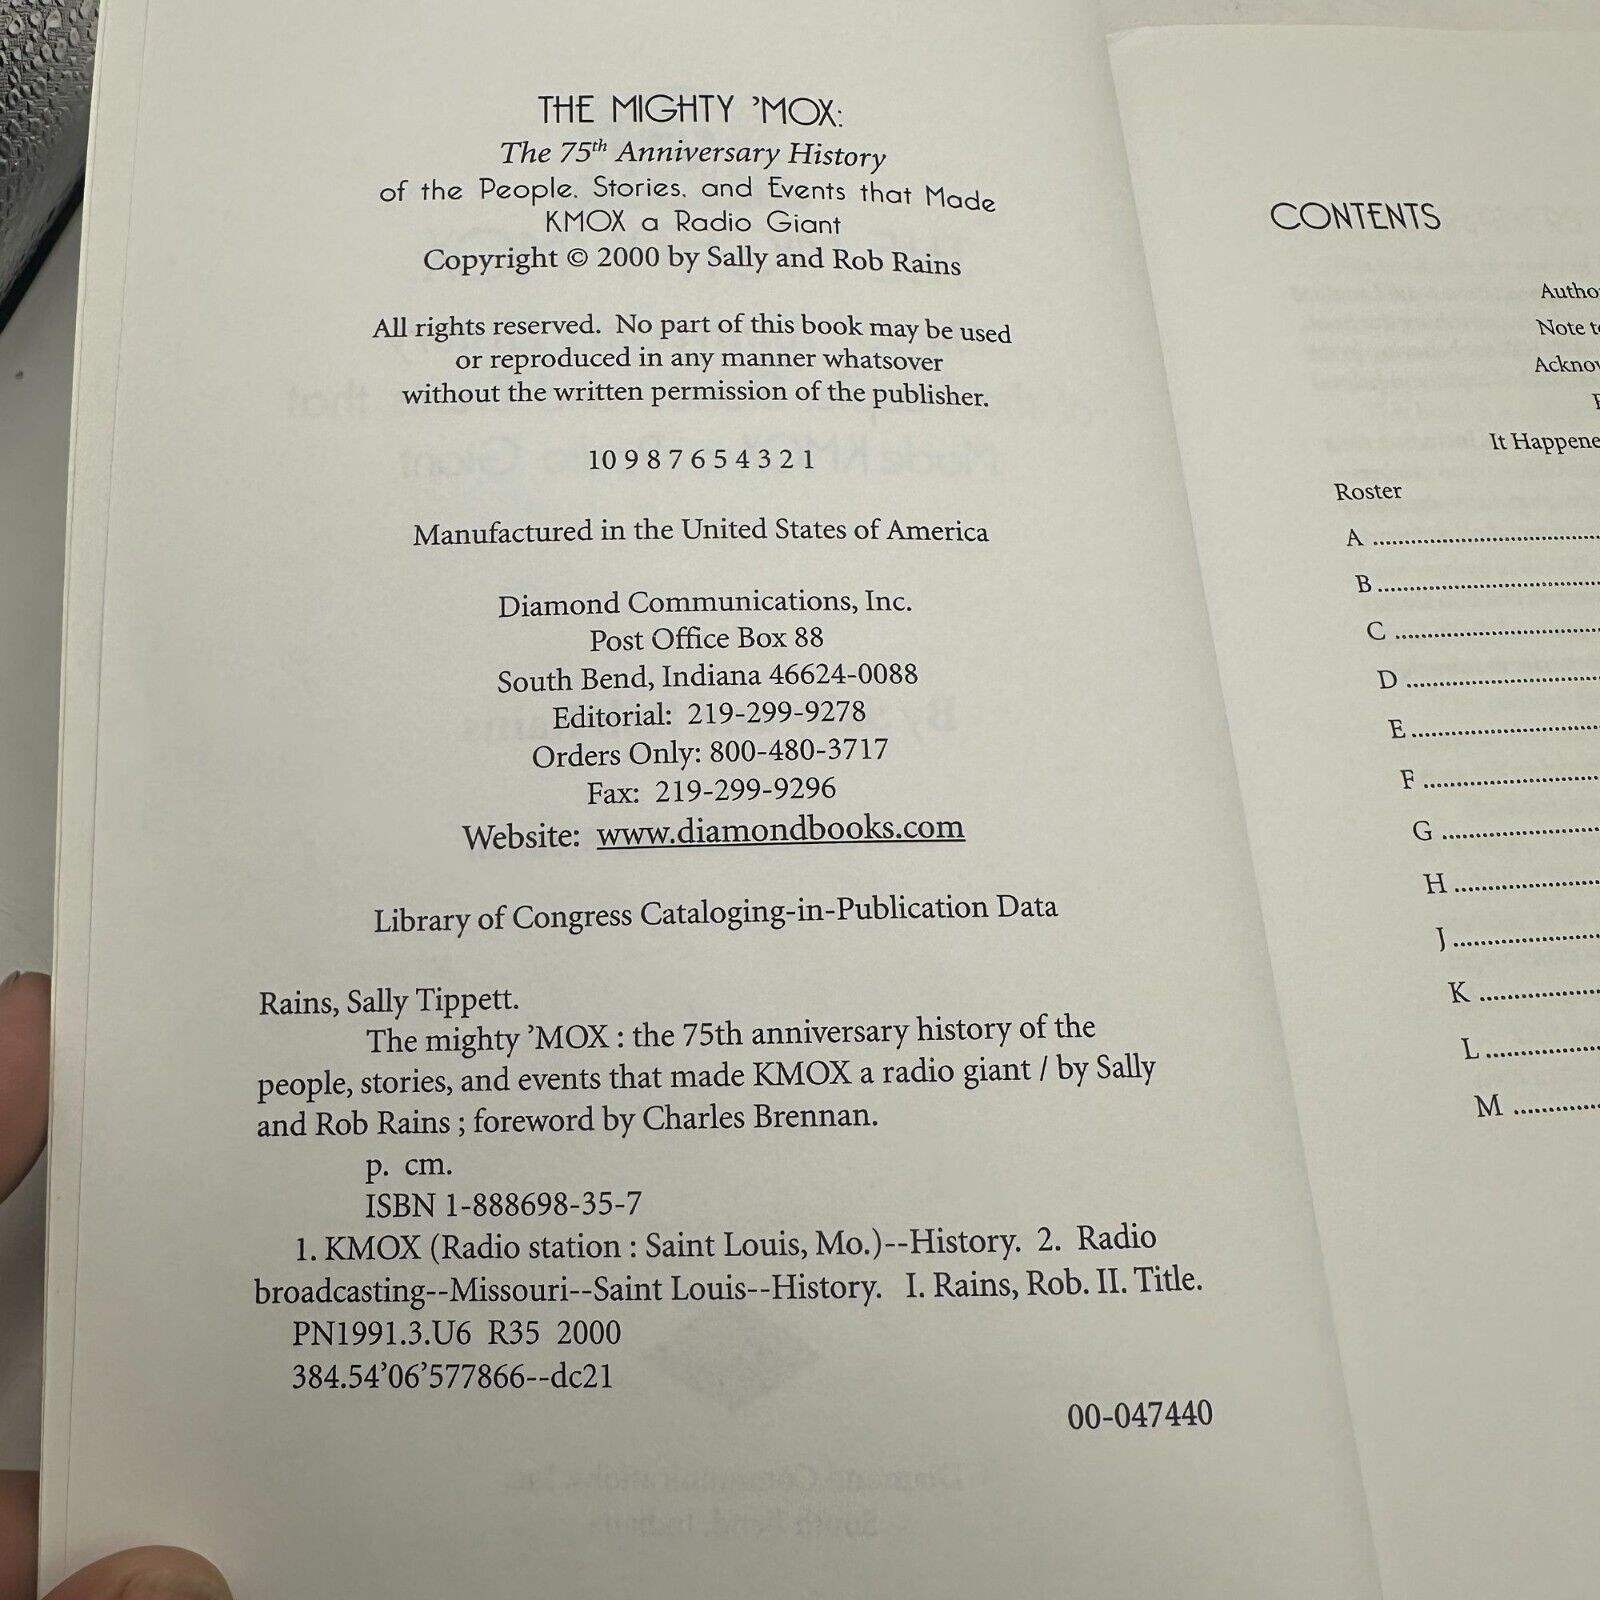 THE MIGHTY ’MOX:
The 75th Anniversary History
of the People, Stories, and Events that Made
KMOX a Radio Giant
Copyright © 2000 by Sally and Rob Rains
All rights reserved. No part of this book may be used
or reproduced in any manner whatsover
without the written permission of the publisher.
10 9 8 7 6 5 4 3 2 1
Manufactured in the United States of America
Diamond Communications, Inc.
Post Office Box 88
South Bend, Indiana 46624-0088
Editorial: 219-299-9278
Orders Only: 800-480-3717
Fax: 219-299-9296
Website: www.diamondbooks.com
Library of Congress Cataloging-in-Publication Data
Rains, Sally Tippett.
The mighty ’MOX : the 75th anniversary history of the
people, stories, and events that made KMOX a radio giant / by Sally
and Rob Rains ; foreword by Charles Brennan.
p. cm.
ISBN 1-888698-35-7
1. KMOX (Radio station : Saint Louis, Mo.)--History. 2. Radio
broadcasting--Missouri--Saint Louis--History. I. Rains, Rob. II. Title.
PN1991.3.U6 R35 2000
384.54’06’577866--dc21
00-047440
CONTENTS
Note
It
Roster
A
B
C
D
E
F
G
H
J
K
L
M